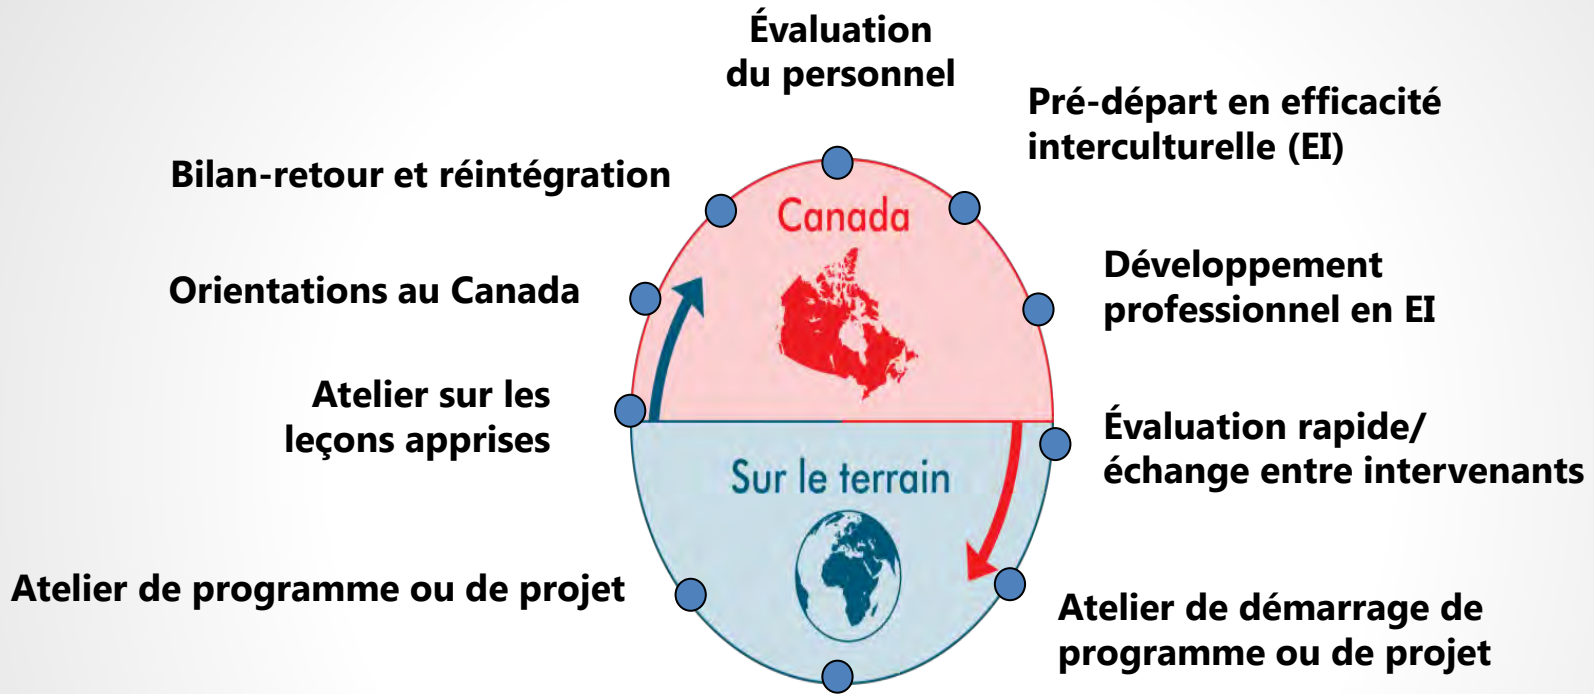 Évaluation
du personnel
Pré-départ en efficacité
interculturelle (EI)
Bilan-retour et réintégration
Canada
Développement
professionnel en EI
Orientations au Canada
Atelier sur les
leçons apprises
Évaluation rapide/
échange entre intervenants
Sur le terrain
Atelier de programme ou de projet
Atelier de démarrage de
programme ou de projet